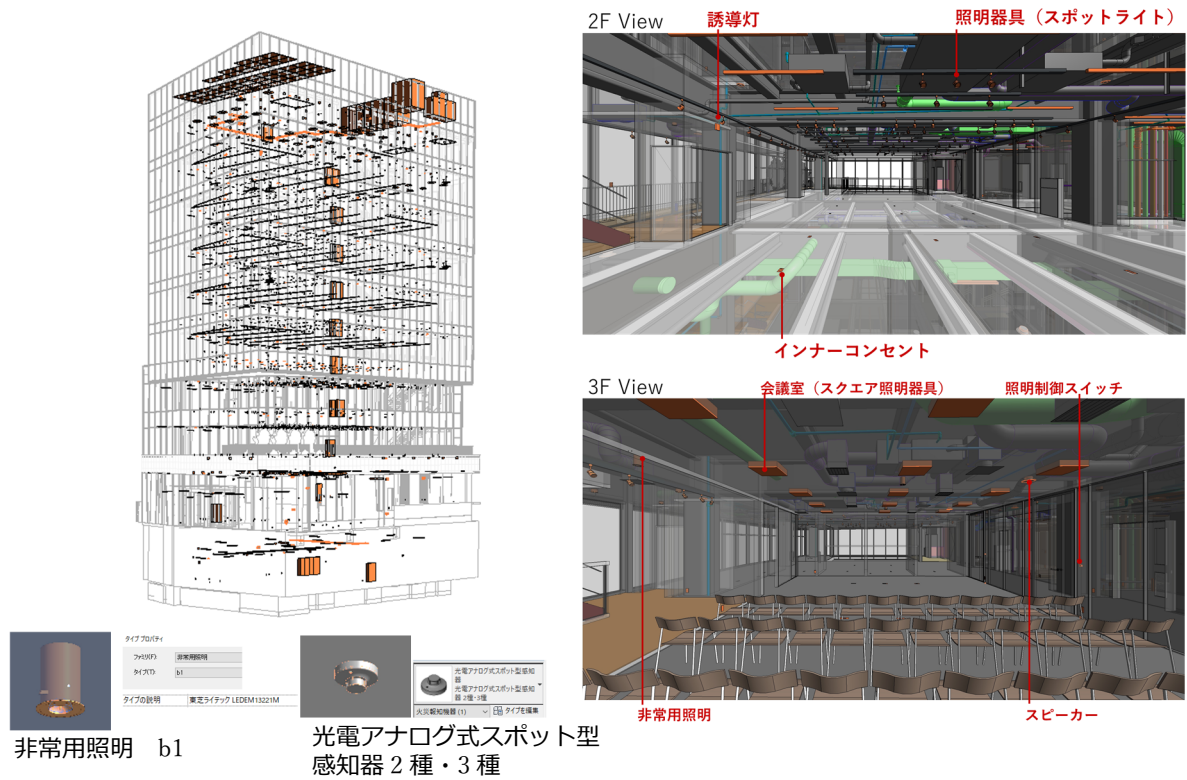 2F View
誘導灯
照明器具（スポットライト）
インナーコンセント
3F View
会議室（スクエア照明器具）
照明制御スイッチ
非常用照明
スピーカー
タイプ プロパティ
ファミリ(F):
非常用照明
タイプ(T):
b1
タイプの説明
東芝ライテック LEDEM13221M
非常用照明　b1
光電アナログ式スポット型感知
器
光電アナログ式スポット型感知
器 2種・3種
火災報知機器 (1)
タイプを編集
光電アナログ式スポット型
感知器２種・３種